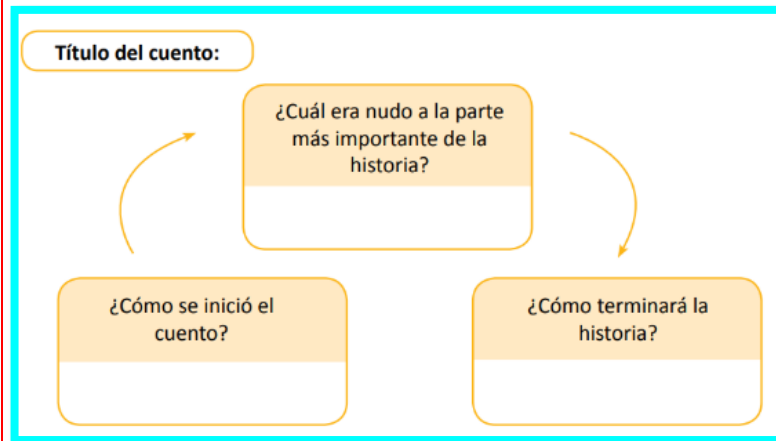 Título del cuento:
¿Cuál era nudo a la parte
más importante de la
historia?
¿Cómo se inició el
cuento?
¿Cómo terminará la
historia?